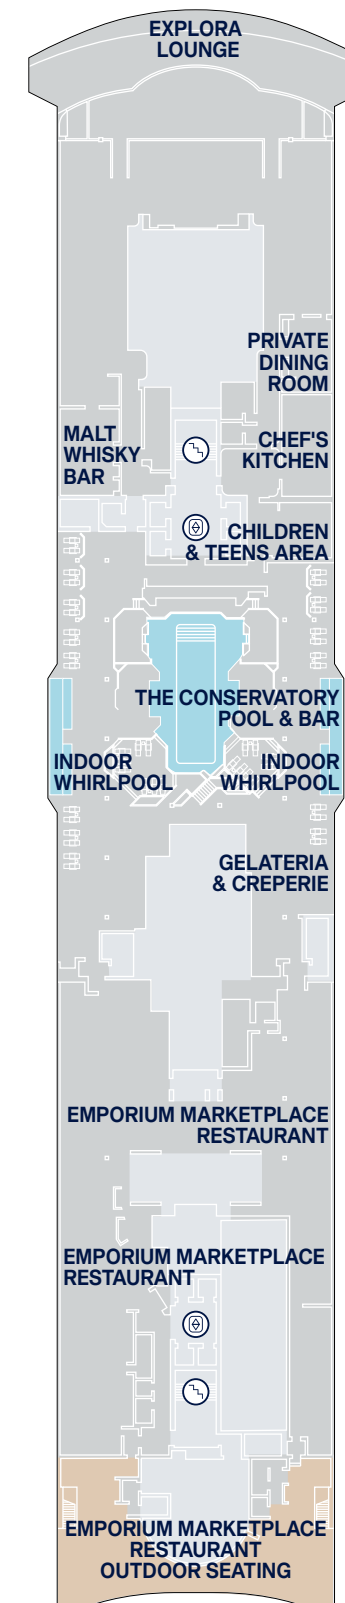 EXPLORA
LOUNGE
PRIVATE
DINING
ROOM
MALT
WHISKY
BAR
CHEF'S
KITCHEN
CHILDREN
& TEENS AREA
THE CONSERVATORY
POOL & BAR
INDOOR
WHIRLPOOL
INDOOR
WHIRLPOOL
GELATERIA
& CREPERIE
EMPORIUM MARKETPLACE
RESTAURANT
EMPORIUM MARKETPLACE
RESTAURANT
EMPORIUM MARKETPLACE
RESTAURANT
OUTDOOR SEATING